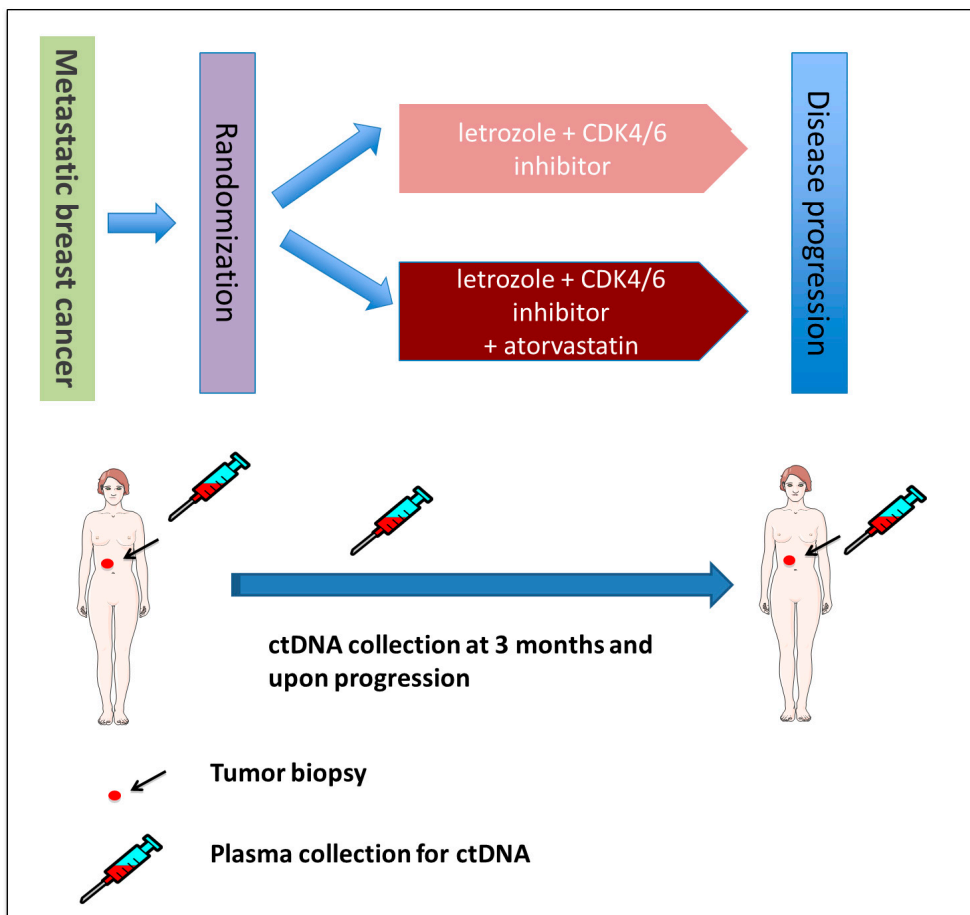 Metastatic breast cancer
Randomization
letrozole + CDK4/6
inhibitor
letrozole + CDK4/6
inhibitor
+ atorvastatin
Disease progression
ctDNA collection at 3 months and
upon progression
Tumor biopsy
Plasma collection for ctDNA